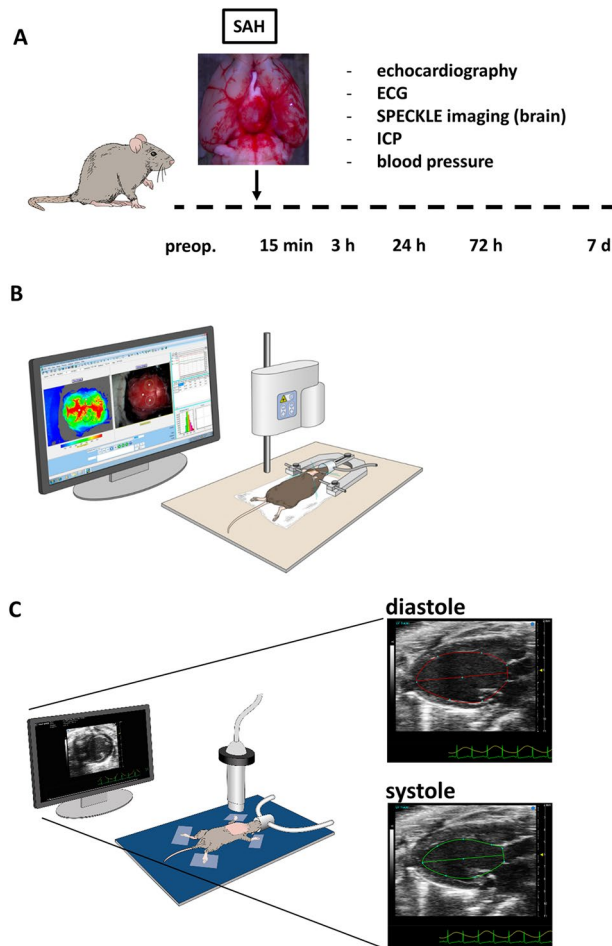 A
SAH
- echocardiography
- ECG
- SPECKLE imaging (brain)
- ICP
- blood pressure
preop. 15 min 3 h 24 h 72 h 7 d
B
C
diastole
systole